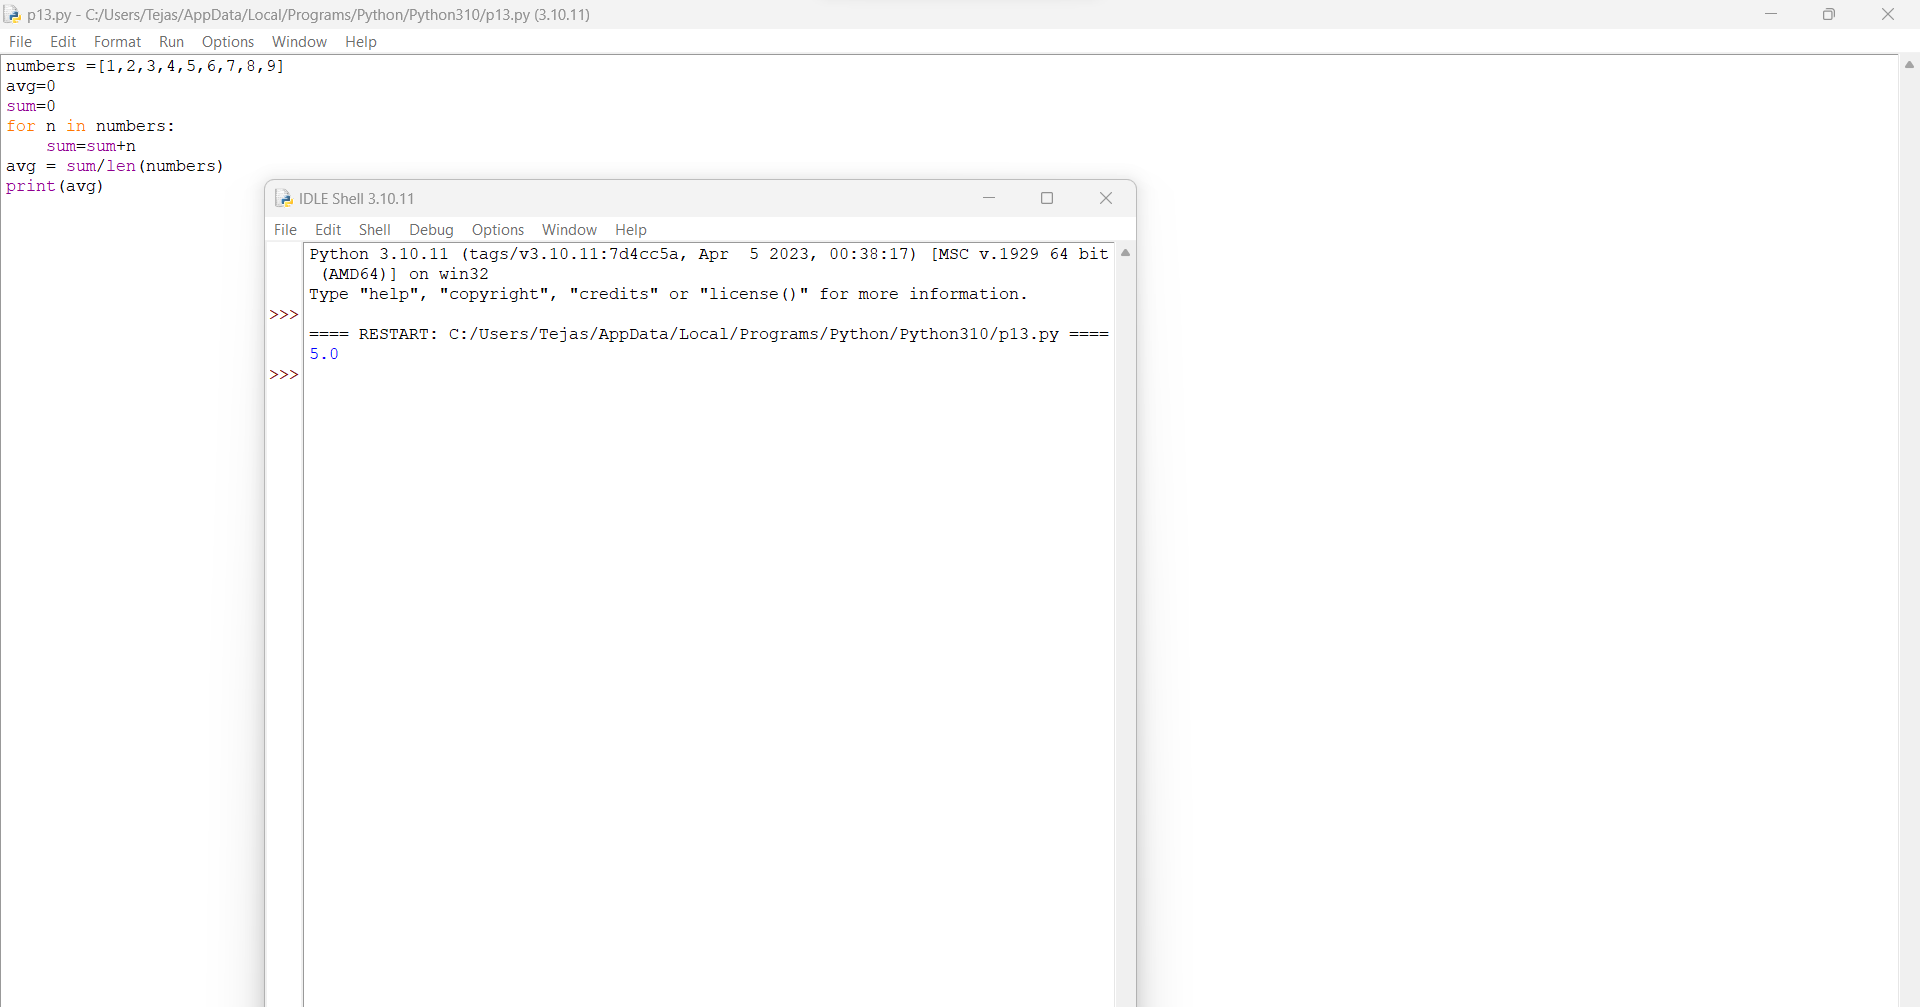 p13.py - C:/Users/Tejas/AppData/Local/Programs/Python/Python310/p13.py (3.10.11)
File Edit Format Run Options Window Help
numbers =[1,2,3,4,5,6,7,8,9]
avg=0
sum=0
for n in numbers:
    sum=sum+n
avg = sum/len(numbers)
print(avg)
IDLE Shell 3.10.11
File Edit Shell Debug Options Window Help
Python 3.10.11 (tags/v3.10.11:7d4cc5a, Apr  5 2023, 00:38:17) [MSC v.1929 64 bit
 (AMD64)] on win32
Type "help", "copyright", "credits" or "license()" for more information.
>>>
==== RESTART: C:/Users/Tejas/AppData/Local/Programs/Python/Python310/p13.py ====
5.0
>>>